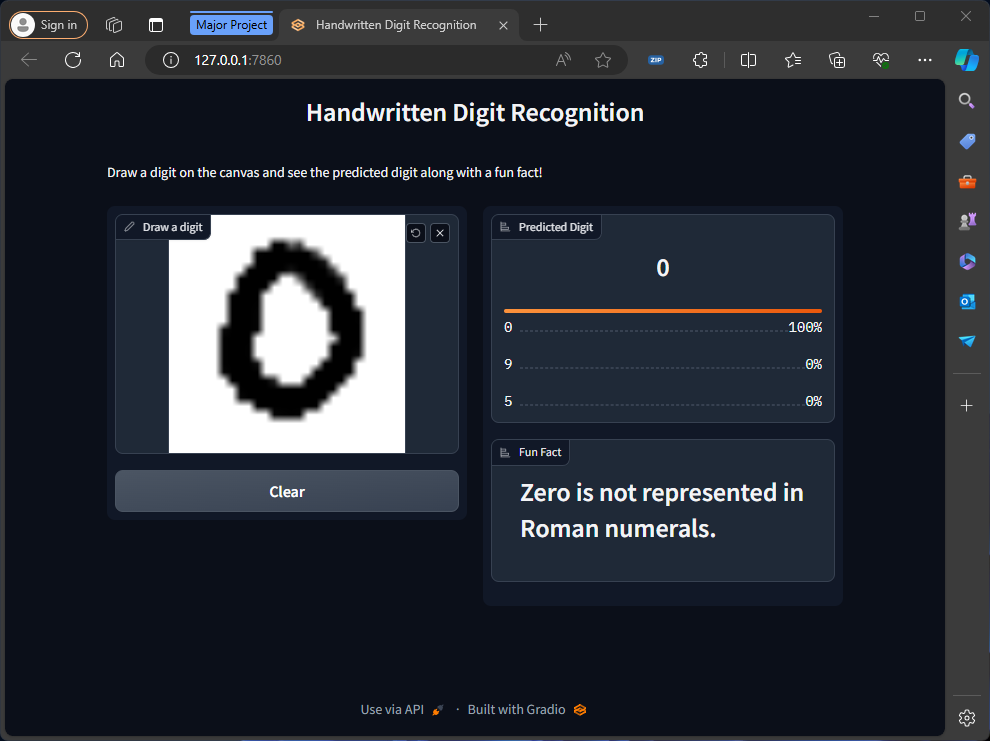 Sign in
Major Project
Handwritten Digit Recognition
127.0.0.1:7860
ZIP
Handwritten Digit Recognition
Draw a digit on the canvas and see the predicted digit along with a fun fact!
Draw a digit
0
Clear
Predicted Digit
0
0 100%
9 0%
5 0%
Fun Fact
Zero is not represented in
Roman numerals.
Use via API · Built with Gradio